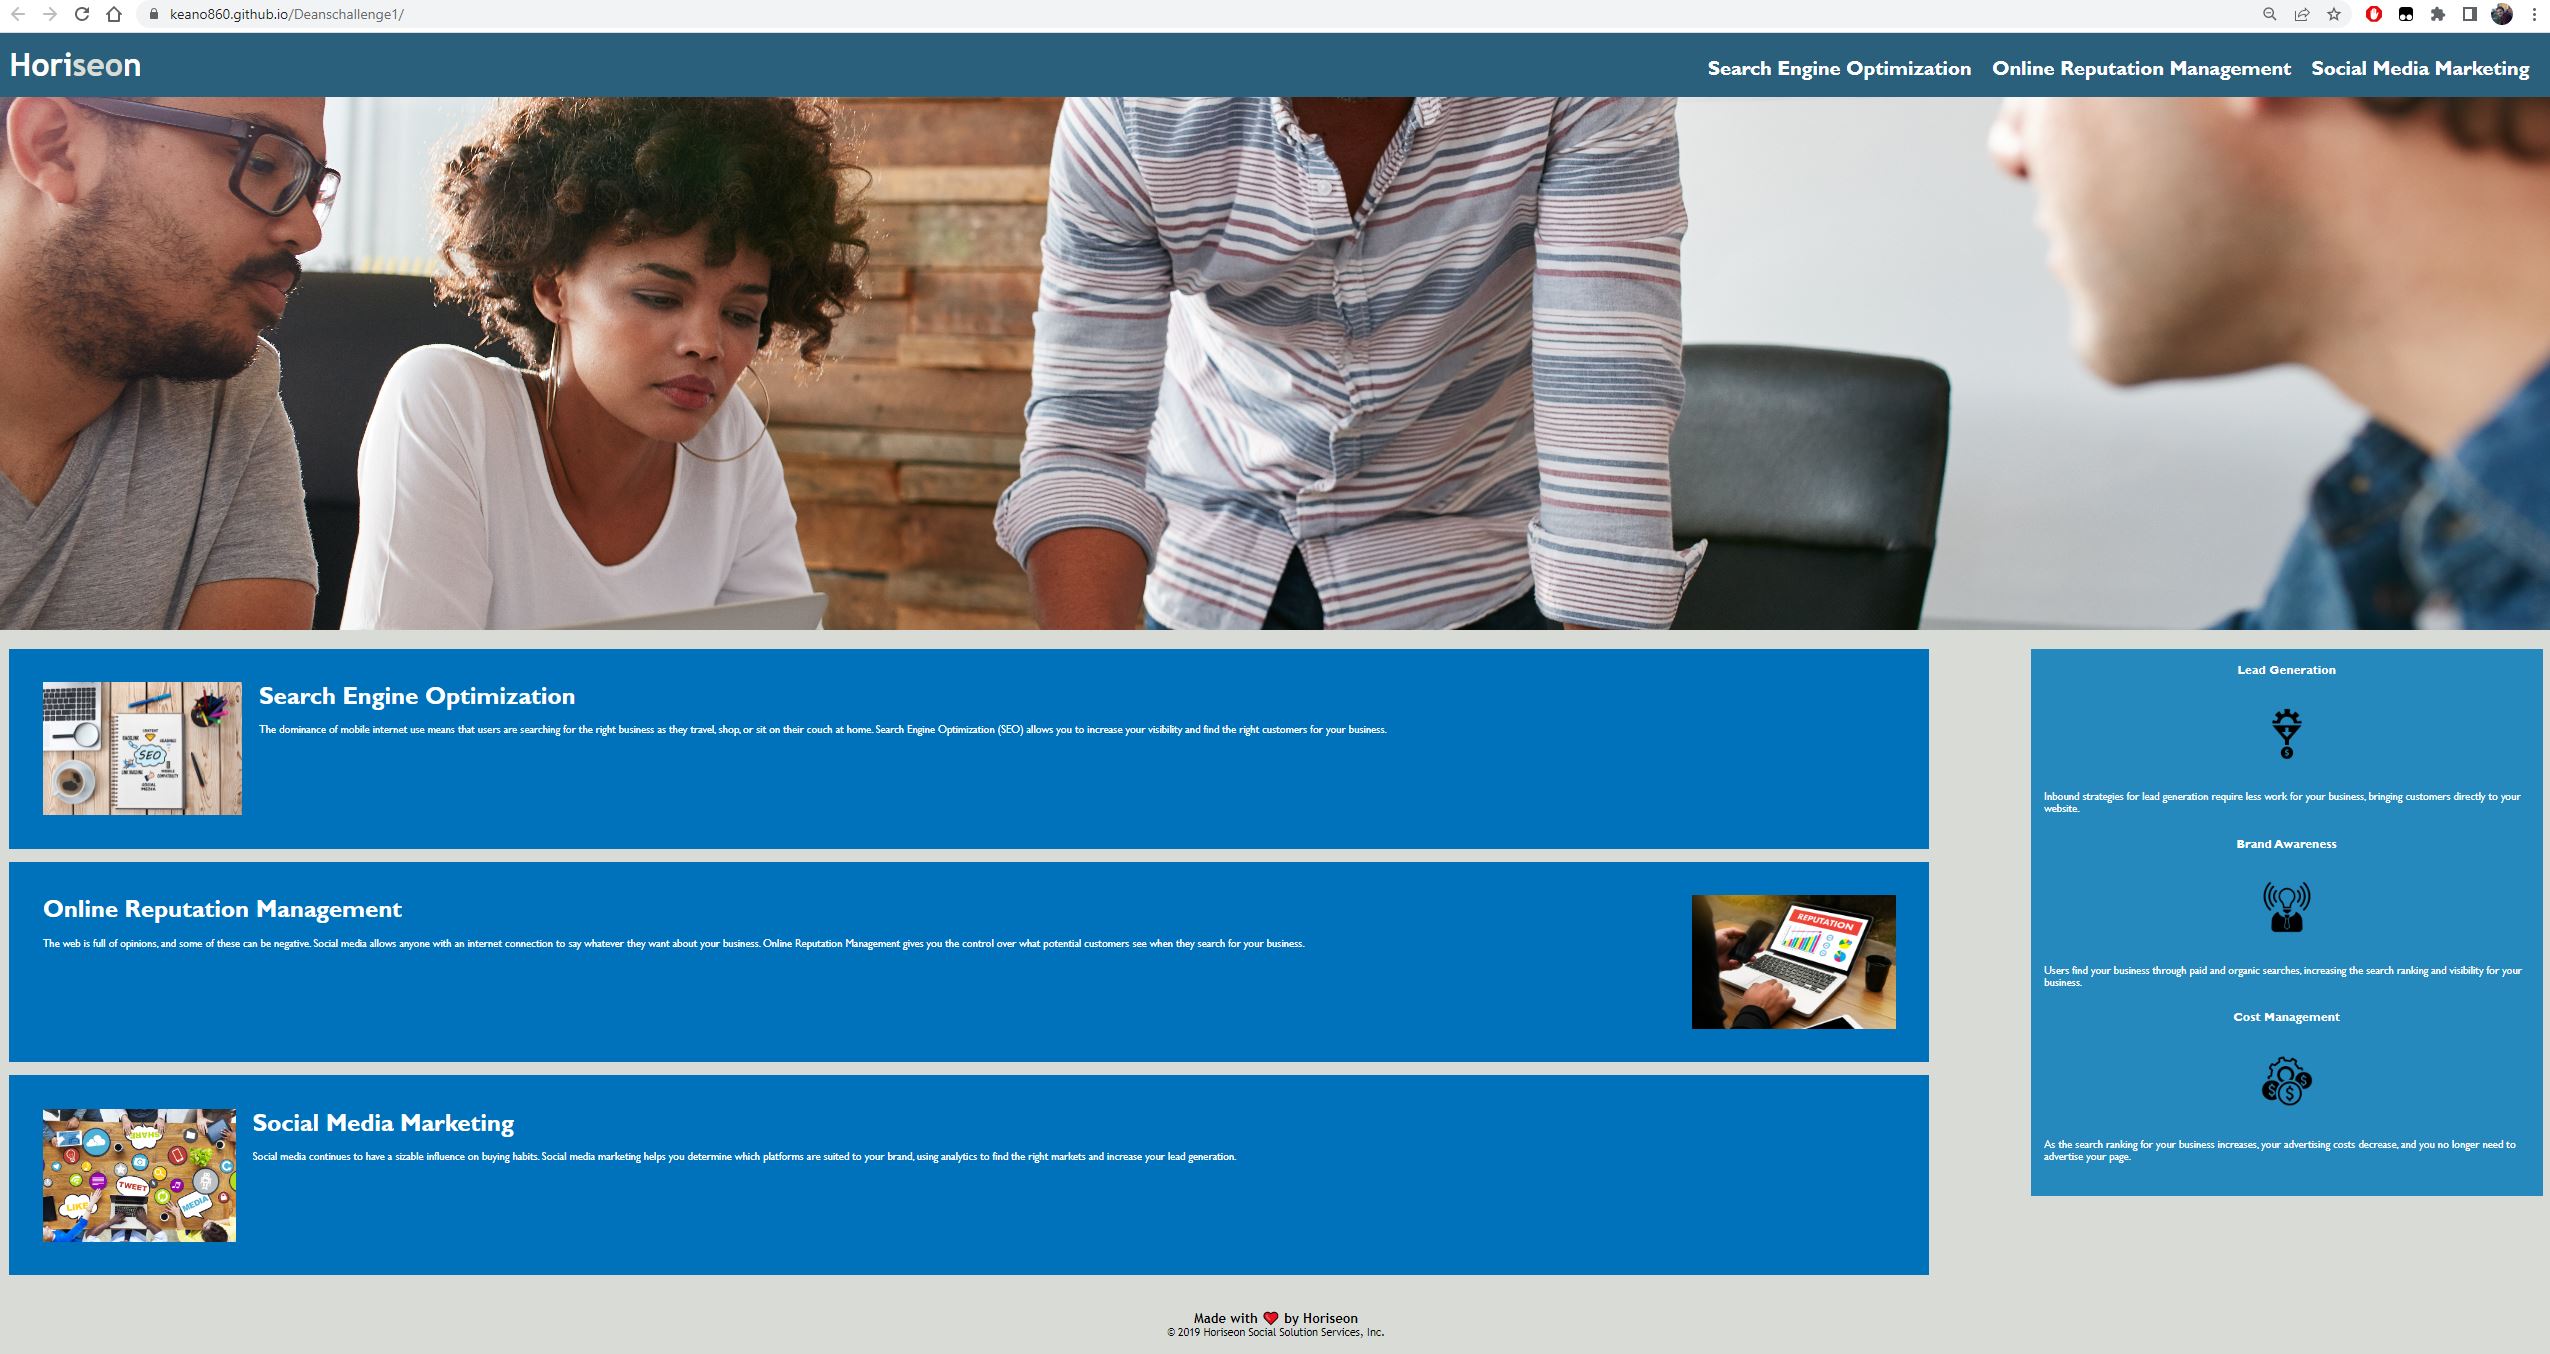 keano860.github.io/Deanschallenge1/
Horiseon
Search Engine Optimization Online Reputation Management Social Media Marketing
SEO
Search Engine Optimization
The dominance of mobile internet use means that users are searching for the right business as they travel, shop, or sit on their couch at home. Search Engine Optimization (SEO) allows you to increase your visibility and find the right customers for your business.
Online Reputation Management
The web is full of opinions, and some of these can be negative. Social media allows anyone with an internet connection to say whatever they want about your business. Online Reputation Management gives you the control over what potential customers see when they search for your business.
REPUTATION
SHARE
TWEET
LIKE
MEDIA
Social Media Marketing
Social media continues to have a sizable influence on buying habits. Social media marketing helps you determine which platforms are suited to your brand, using analytics to find the right markets and increase your lead generation.
Lead Generation
Inbound strategies for lead generation require less work for your business, bringing customers directly to your
website.
Brand Awareness
Users find your business through paid and organic searches, increasing the search ranking and visibility for your
business.
Cost Management
As the search ranking for your business increases, your advertising costs decrease, and you no longer need to
advertise your page.
Made with ❤️ by Horiseon
© 2019 Horiseon Social Solution Services, Inc.